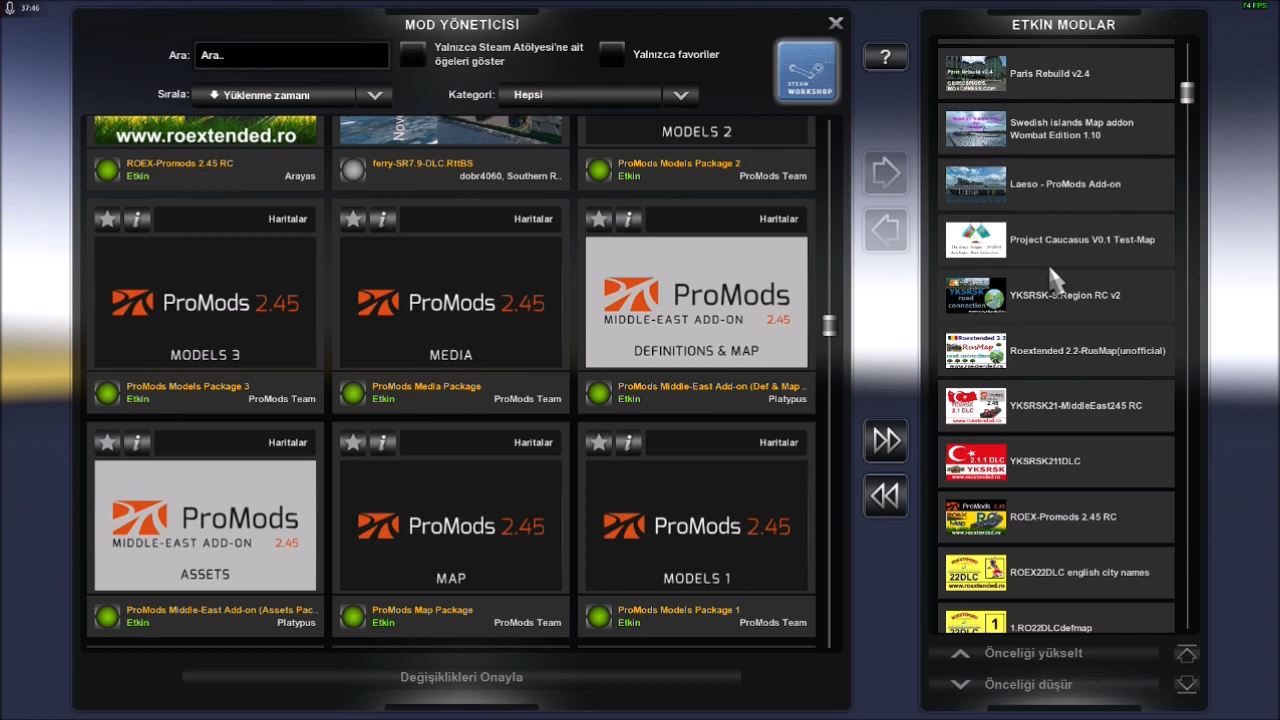 37:46
74 FPS
MOD YÖNETİCİSİ
Ara:
Ara..
Yalnızca Steam Atölyesi'ne ait
öğeleri göster
Yalnızca favoriler
STEAM
WORKSHOP
Sırala:
Kategori:
Hepsi
www.roextended.ro
MODELS 2
ROEX-Promods 2.45 RC
Etkin
Arayas
ferry-SR7.9-DLC.RttBS
dobr4060, Southern R..
ProMods Models Package 2
Etkin
ProMods Team
Haritalar
ProMods 2.45
MODELS 3
ProMods Models Package 3
Etkin
ProMods Team
Haritalar
ProMods 2.45
MEDIA
ProMods Media Package
Etkin
ProMods Team
Haritalar
ProMods
MIDDLE-EAST ADD-ON 2.45
DEFINITIONS & MAP
ProMods Middle-East Add-on (Def & Map ..
Etkin
Platypus
Haritalar
ProMods
MIDDLE-EAST ADD-ON 2.45
ASSETS
ProMods Middle-East Add-on (Assets Pac..
Etkin
Platypus
Haritalar
ProMods 2.45
MAP
ProMods Map Package
Etkin
ProMods Team
Haritalar
ProMods 2.45
MODELS 1
ProMods Models Package 1
Etkin
ProMods Team
Değişiklikleri Onayla
?
ETKİN MODLAR
Paris Rebuild v2.4
Swedish islands Map addon
Wombat Edition 1.10
Laeso - ProMods Add-on
Project Caucasus V0.1 Test-Map
YKSRSK-S.Region RC v2
Roextended 2.2-RusMap(unofficial)
YKSRSK21-MiddleEast245 RC
YKSRSK211DLC
ROEX-Promods 2.45 RC
ROEX22DLC english city names
1.RO22DLCdefmap
Önceliği yükselt
Önceliği düşür